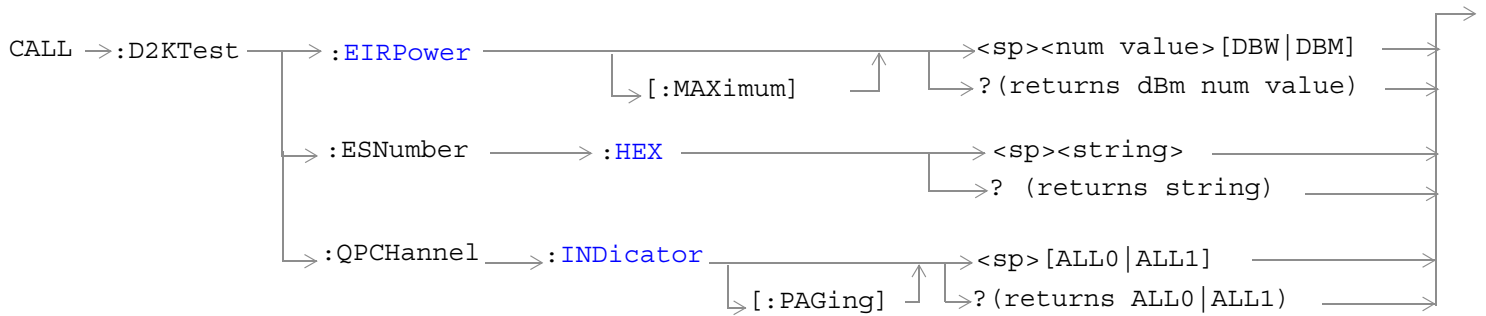 CALL :D2KTest :EIRPower <sp><num value>[DBW|DBM]
[:MAXimum] ?(returns dBm num value)
:ESNumber :HEX <sp><string>
? (returns string)
:QPCHannel :INDicator <sp>[ALL0|ALL1]
[:PAGing] ?(returns ALL0|ALL1)